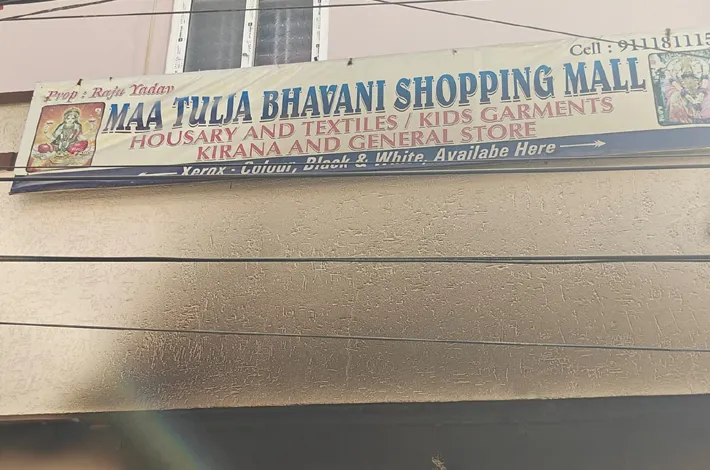 Prop : Raju Yadav
Cell : 91118115
MAA TULJA BHAVANI SHOPPING MALL
HOUSARY AND TEXTILES / KIDS GARMENTS
KIRANA AND GENERAL STORE
Xerox - Colour, Black & White, Availabe Here